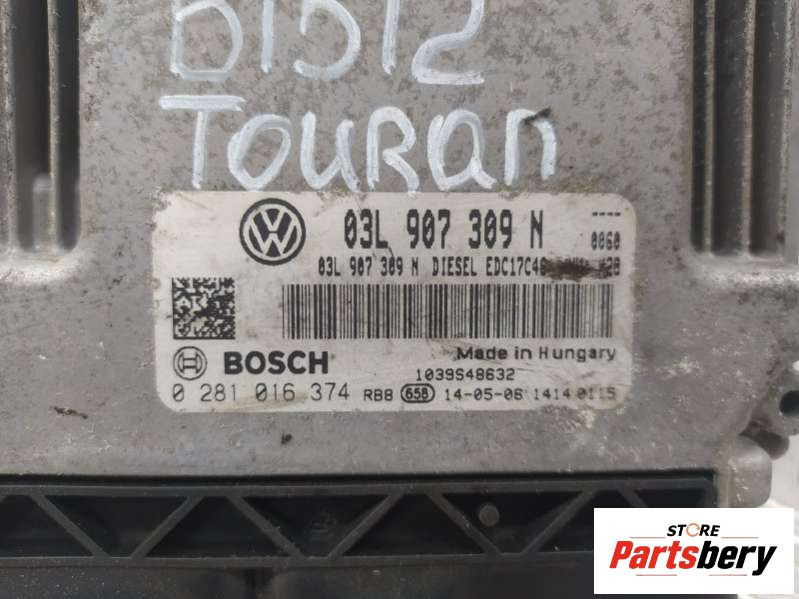 D1512
TOURAN
03L 907 309 N ----
0060
03L 907 309 N DIESEL EDC17C46 H28
BOSCH
Made in Hungary
1039S48632
0 281 016 374 RB8 658 14-05-06 1414 0115
STORE
Partsbery